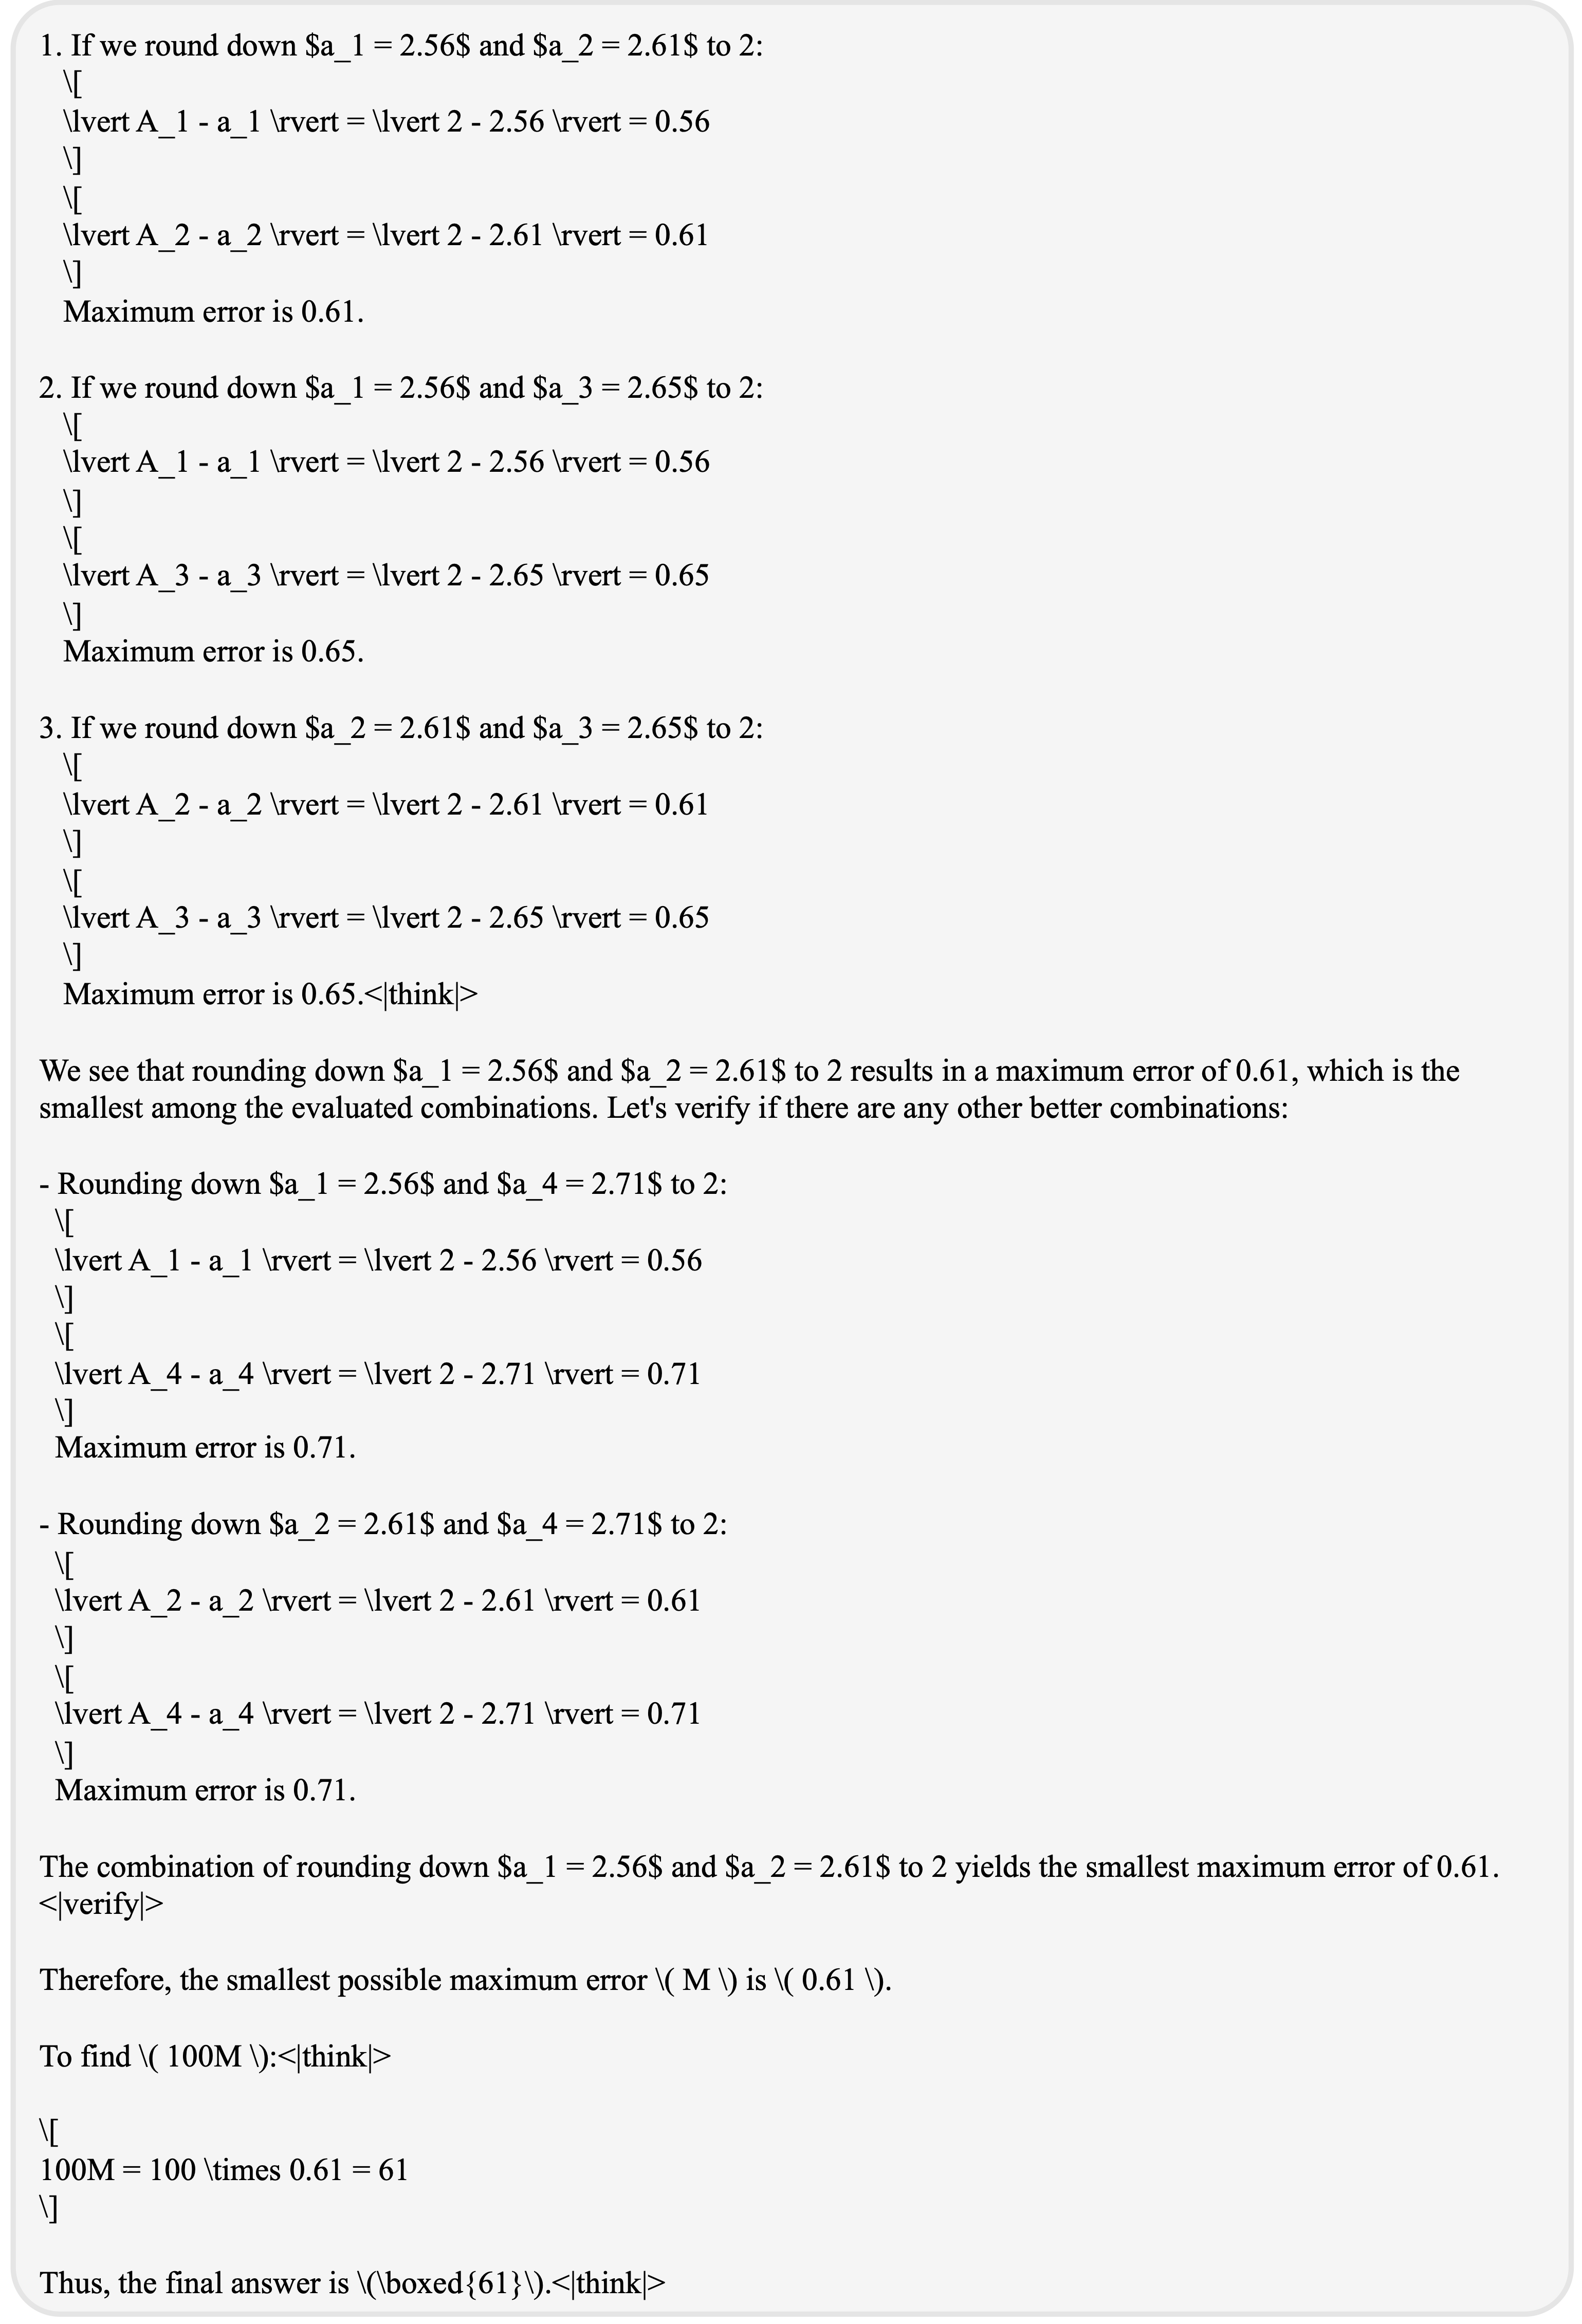 1. If we round down $a_1 = 2.56$ and $a_2 = 2.61$ to 2:
\[
\lvert A_1 - a_1 \rvert = \lvert 2 - 2.56 \rvert = 0.56
\]
\[
\lvert A_2 - a_2 \rvert = \lvert 2 - 2.61 \rvert = 0.61
\]
Maximum error is 0.61.
2. If we round down $a_1 = 2.56$ and $a_3 = 2.65$ to 2:
\[
\lvert A_1 - a_1 \rvert = \lvert 2 - 2.56 \rvert = 0.56
\]
\[
\lvert A_3 - a_3 \rvert = \lvert 2 - 2.65 \rvert = 0.65
\]
Maximum error is 0.65.
3. If we round down $a_2 = 2.61$ and $a_3 = 2.65$ to 2:
\[
\lvert A_2 - a_2 \rvert = \lvert 2 - 2.61 \rvert = 0.61
\]
\[
\lvert A_3 - a_3 \rvert = \lvert 2 - 2.65 \rvert = 0.65
\]
Maximum error is 0.65.<|think|>
We see that rounding down $a_1 = 2.56$ and $a_2 = 2.61$ to 2 results in a maximum error of 0.61, which is the
smallest among the evaluated combinations. Let's verify if there are any other better combinations:
- Rounding down $a_1 = 2.56$ and $a_4 = 2.71$ to 2:
\[
\lvert A_1 - a_1 \rvert = \lvert 2 - 2.56 \rvert = 0.56
\]
\[
\lvert A_4 - a_4 \rvert = \lvert 2 - 2.71 \rvert = 0.71
\]
Maximum error is 0.71.
- Rounding down $a_2 = 2.61$ and $a_4 = 2.71$ to 2:
\[
\lvert A_2 - a_2 \rvert = \lvert 2 - 2.61 \rvert = 0.61
\]
\[
\lvert A_4 - a_4 \rvert = \lvert 2 - 2.71 \rvert = 0.71
\]
Maximum error is 0.71.
The combination of rounding down $a_1 = 2.56$ and $a_2 = 2.61$ to 2 yields the smallest maximum error of 0.61.
<|verify|>
Therefore, the smallest possible maximum error \( M \) is \( 0.61 \).
To find \( 100M \):<|think|>
\[
100M = 100 \times 0.61 = 61
\]
Thus, the final answer is \(\boxed{61}\).<|think|>